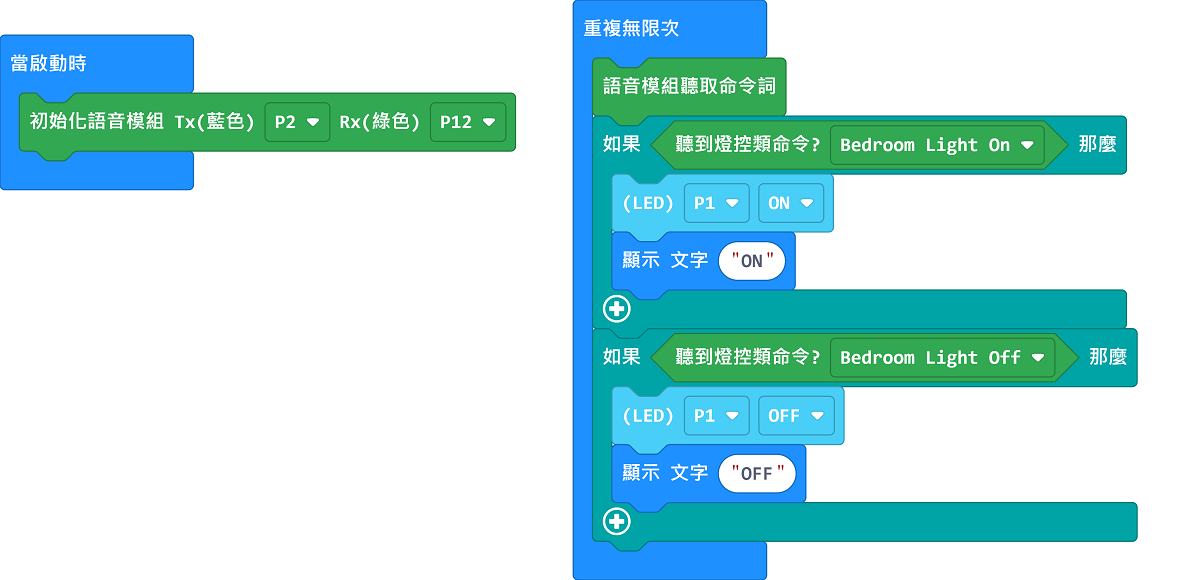 當啟動時
初始化語音模組 Tx(藍色) P2 Rx(綠色) P12
重複無限次
語音模組聽取命令詞
如果 聽到燈控類命令? Bedroom Light On 那麼
(LED) P1 ON
顯示 文字 "ON"
如果 聽到燈控類命令? Bedroom Light Off 那麼
(LED) P1 OFF
顯示 文字 "OFF"